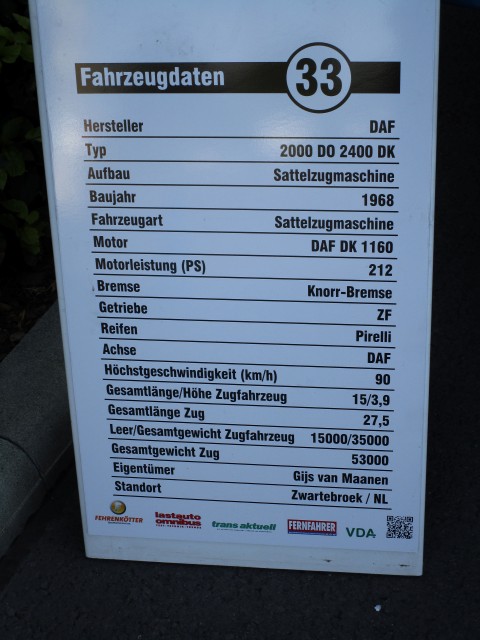 Fahrzeugdaten 33
Hersteller DAF
Typ 2000 DO 2400 DK
Aufbau Sattelzugmaschine
Baujahr 1968
Fahrzeugart Sattelzugmaschine
Motor DAF DK 1160
Motorleistung (PS) 212
Bremse Knorr-Bremse
Getriebe ZF
Reifen Pirelli
Achse DAF
Höchstgeschwindigkeit (km/h) 90
Gesamtlänge/Höhe Zugfahrzeug 15/3,9
Gesamtlänge Zug 27,5
Leer/Gesamtgewicht Zugfahrzeug 15000/35000
Gesamtgewicht Zug 53000
Eigentümer Gijs van Maanen
Standort Zwartebroek / NL
FEHRENKÖTTER
lastauto
omnibus
trans aktuell
FERNFAHRER
VDA